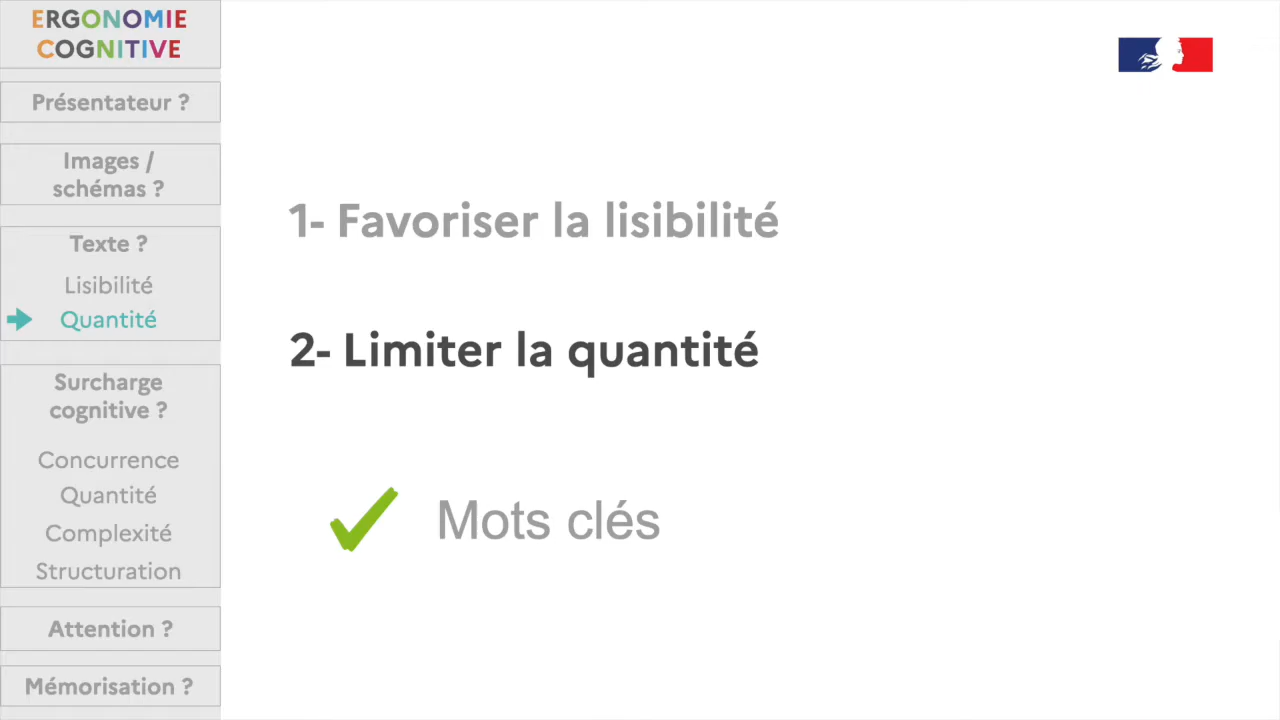 ERGONOMIE
COGNITIVE
Présentateur ?
Images /
schémas ?
Texte ?
Lisibilité
Quantité
Surcharge
cognitive ?
Concurrence
Quantité
Complexité
Structuration
Attention ?
Mémorisation ?
1- Favoriser la lisibilité
2- Limiter la quantité
Mots clés